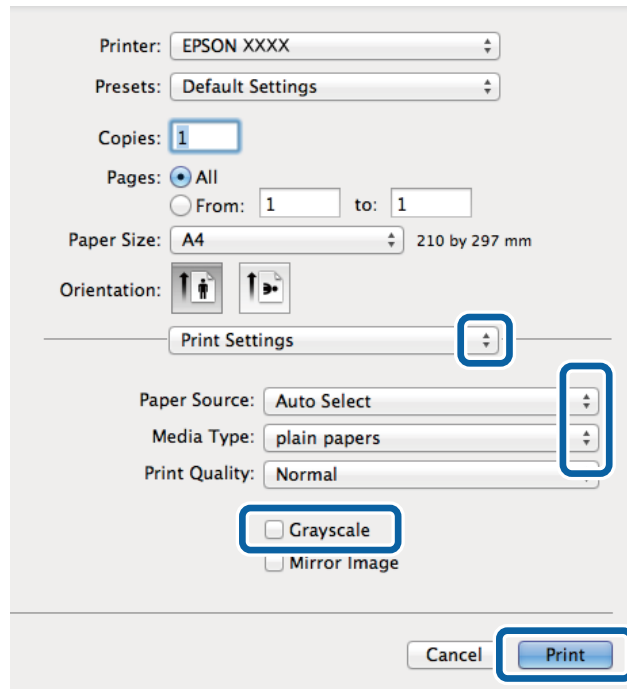 Printer: EPSON XXXX
Presets: Default Settings
Copies: 1
Pages: All
From: 1 to: 1
Paper Size: A4 210 by 297 mm
Orientation:
Print Settings
Paper Source: Auto Select
Media Type: plain papers
Print Quality: Normal
Grayscale
Mirror Image
Cancel Print